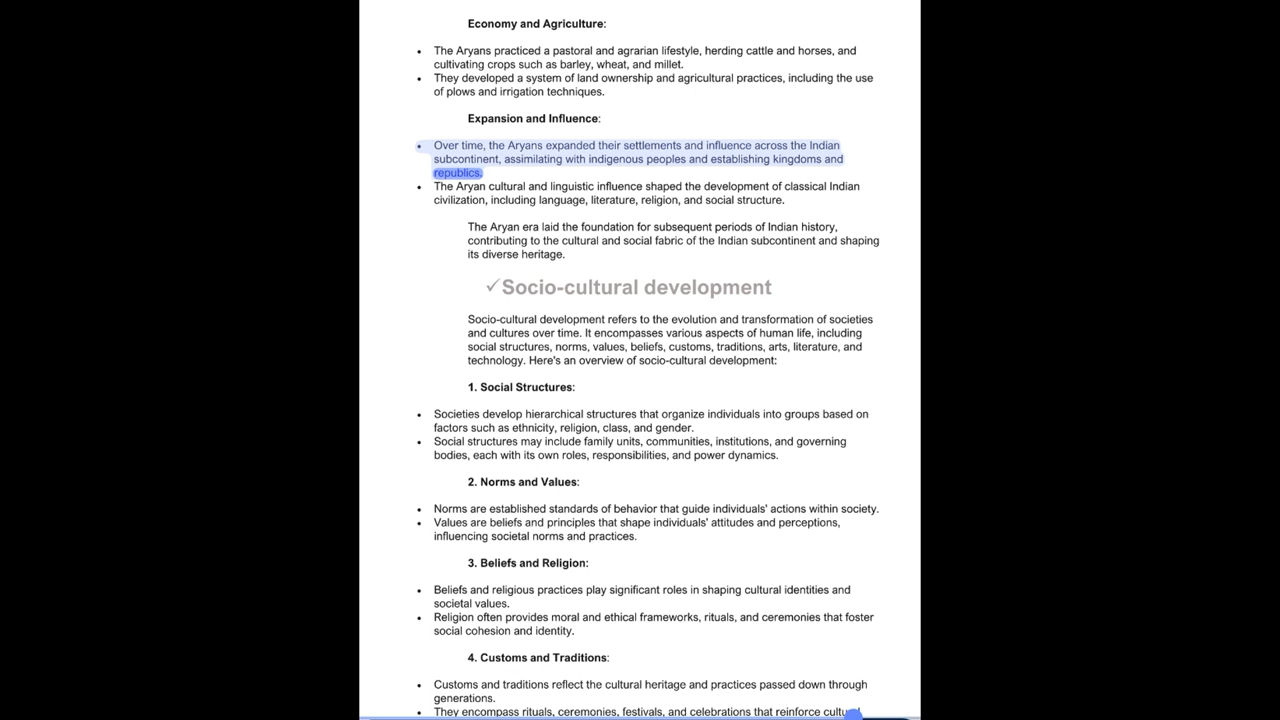 Economy and Agriculture:
• The Aryans practiced a pastoral and agrarian lifestyle, herding cattle and horses, and
cultivating crops such as barley, wheat, and millet.
• They developed a system of land ownership and agricultural practices, including the use
of plows and irrigation techniques.
Expansion and Influence:
• Over time, the Aryans expanded their settlements and influence across the Indian
subcontinent, assimilating with indigenous peoples and establishing kingdoms and
republics.
• The Aryan cultural and linguistic influence shaped the development of classical Indian
civilization, including language, literature, religion, and social structure.
The Aryan era laid the foundation for subsequent periods of Indian history,
contributing to the cultural and social fabric of the Indian subcontinent and shaping
its diverse heritage.
✓Socio-cultural development
Socio-cultural development refers to the evolution and transformation of societies
and cultures over time. It encompasses various aspects of human life, including
social structures, norms, values, beliefs, customs, traditions, arts, literature, and
technology. Here's an overview of socio-cultural development:
1. Social Structures:
• Societies develop hierarchical structures that organize individuals into groups based on
factors such as ethnicity, religion, class, and gender.
• Social structures may include family units, communities, institutions, and governing
bodies, each with its own roles, responsibilities, and power dynamics.
2. Norms and Values:
• Norms are established standards of behavior that guide individuals' actions within society.
• Values are beliefs and principles that shape individuals' attitudes and perceptions,
influencing societal norms and practices.
3. Beliefs and Religion:
• Beliefs and religious practices play significant roles in shaping cultural identities and
societal values.
• Religion often provides moral and ethical frameworks, rituals, and ceremonies that foster
social cohesion and identity.
4. Customs and Traditions:
• Customs and traditions reflect the cultural heritage and practices passed down through
generations.
• They encompass rituals, ceremonies, festivals, and celebrations that reinforce cultural